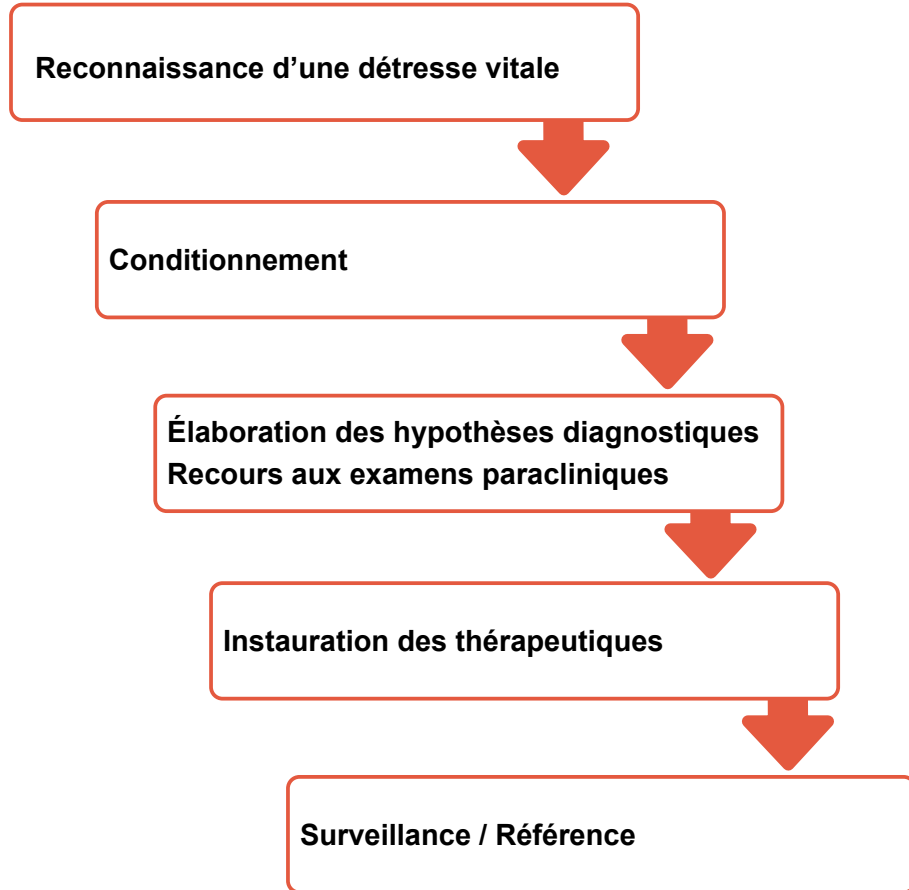 Reconnaissance d’une détresse vitale
Conditionnement
Élaboration des hypothèses diagnostiques
Recours aux examens paracliniques
Instauration des thérapeutiques
Surveillance / Référence